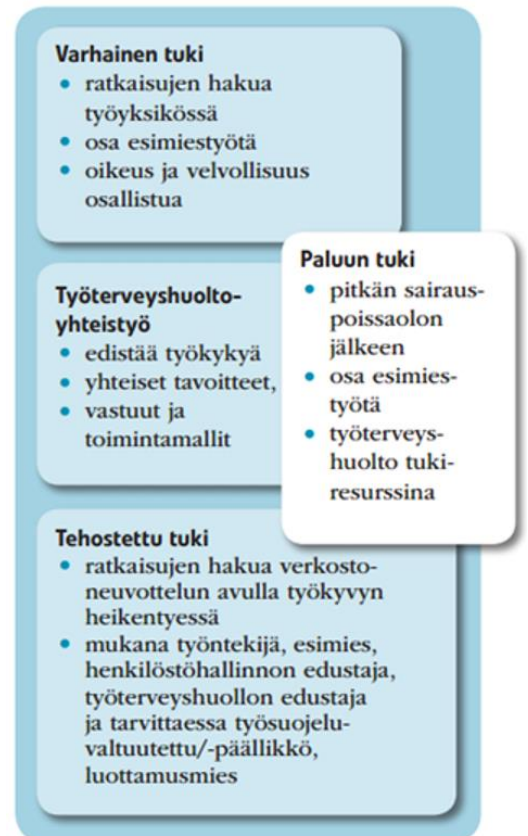 Varhainen tuki
• ratkaisujen hakua
työyksikössä
• osa esimiestyötä
• oikeus ja velvollisuus
osallistua
Työterveyshuolto-
yhteistyö
• edistää työkykyä
• yhteiset tavoitteet,
• vastuut ja
toimintamallit
Paluun tuki
• pitkän sairaus-
poissaolon
jälkeen
• osa esimies-
työtä
• työterveys-
huolto tuki-
resurssina
Tehostettu tuki
• ratkaisujen hakua verkosto-
neuvottelun avulla työkyvyn
heikentyessä
• mukana työntekijä, esimies,
henkilöstöhallinnon edustaja,
työterveyshuollon edustaja
ja tarvittaessa työsuojelu-
valtuutettu/-päällikkö,
luottamusmies